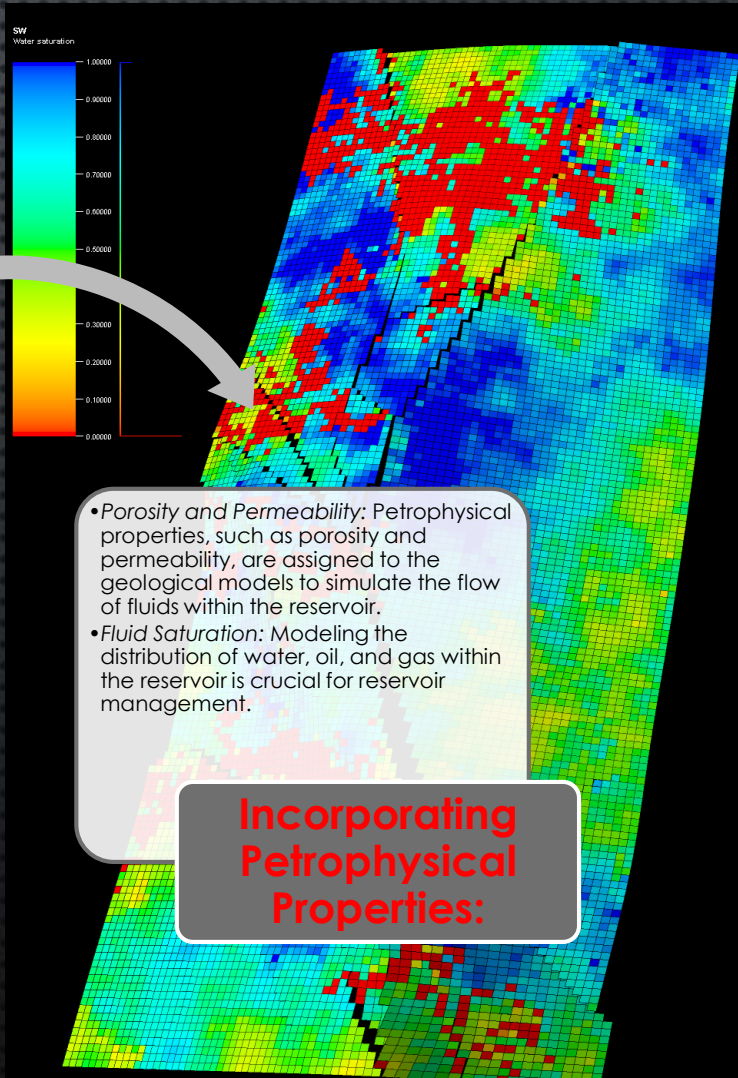 SW
Water saturation
1.00000
0.90000
0.80000
0.70000
0.60000
0.50000
0.30000
0.20000
0.10000
0.00000
•Porosity and Permeability: Petrophysical
properties, such as porosity and
permeability, are assigned to the
geological models to simulate the flow
of fluids within the reservoir.
•Fluid Saturation: Modeling the
distribution of water, oil, and gas within
the reservoir is crucial for reservoir
management.
Incorporating
Petrophysical
Properties: